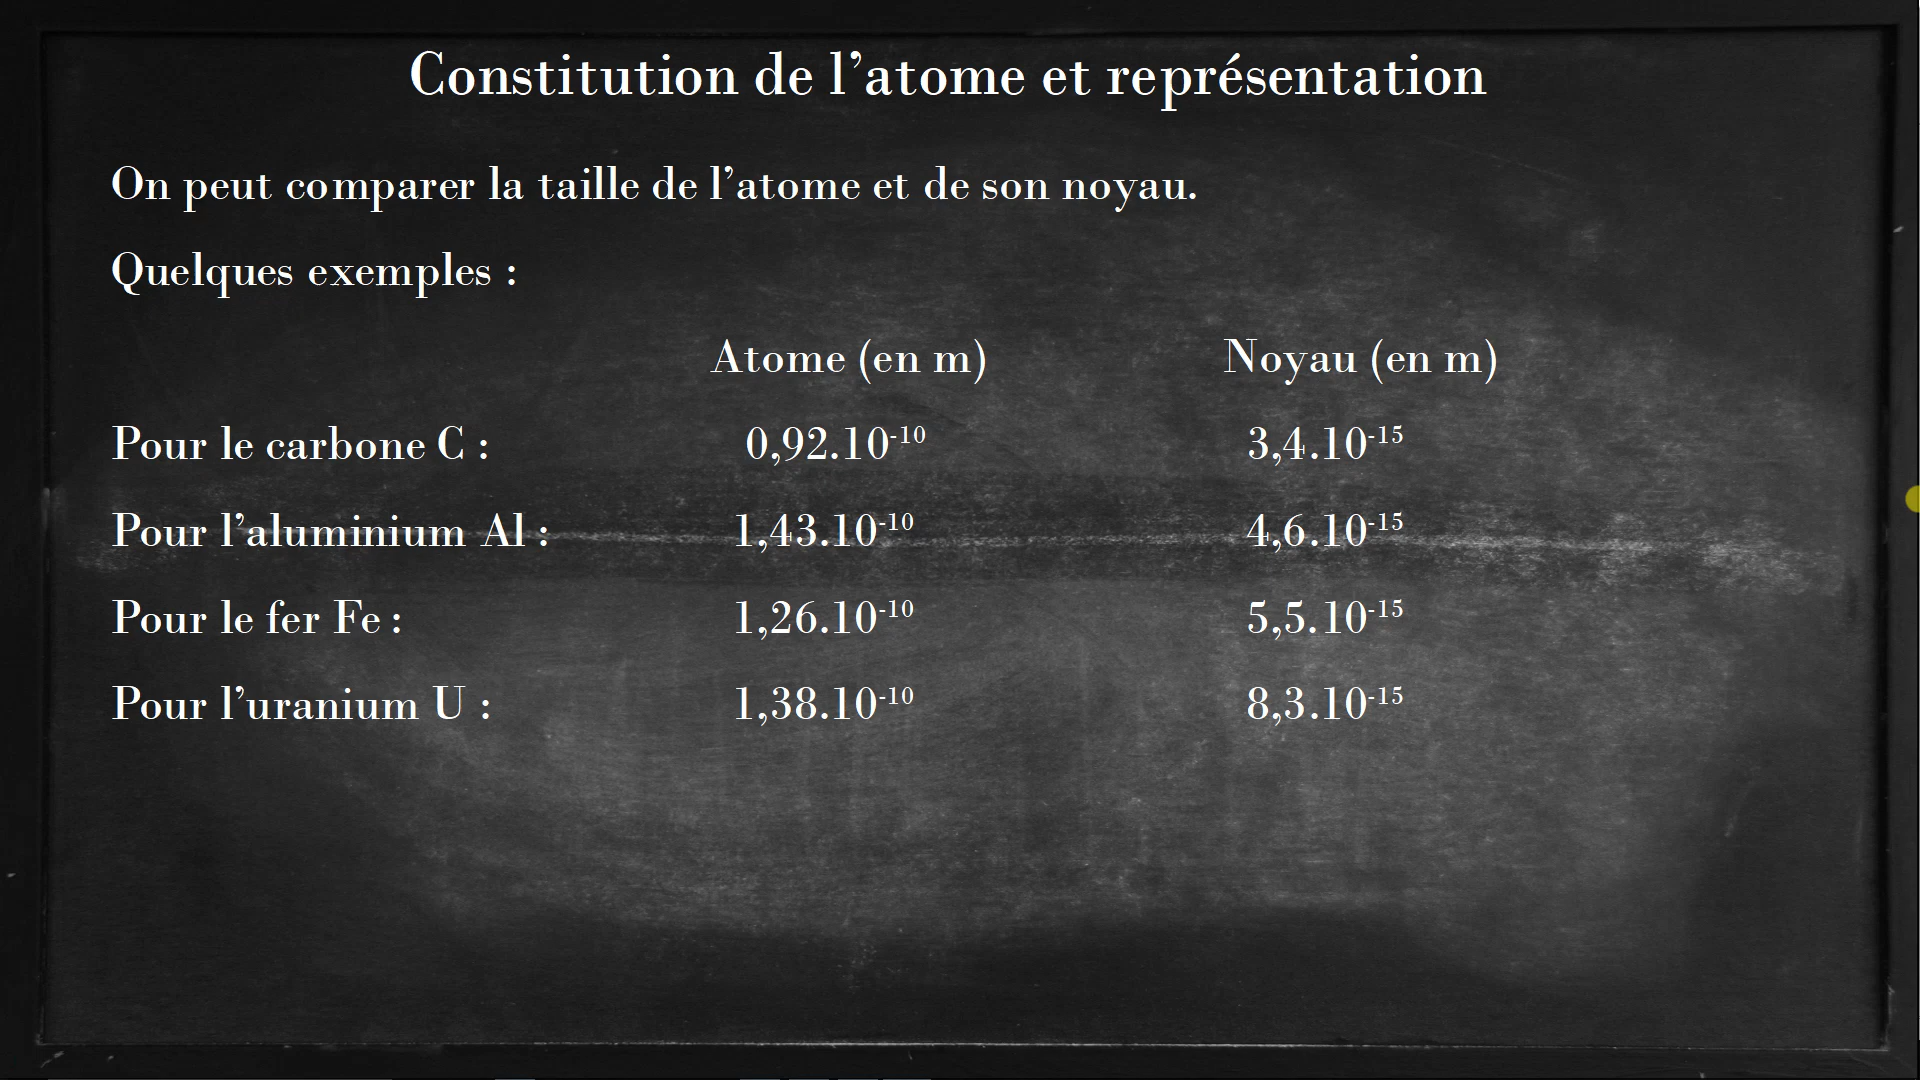 Constitution de l’atome et représentation
On peut comparer la taille de l’atome et de son noyau.
Quelques exemples :
Atome (en m) Noyau (en m)
Pour le carbone C : 0,92.10⁻¹⁰ 3,4.10⁻¹⁵
Pour l’aluminium Al : 1,43.10⁻¹⁰ 4,6.10⁻¹⁵
Pour le fer Fe : 1,26.10⁻¹⁰ 5,5.10⁻¹⁵
Pour l’uranium U : 1,38.10⁻¹⁰ 8,3.10⁻¹⁵